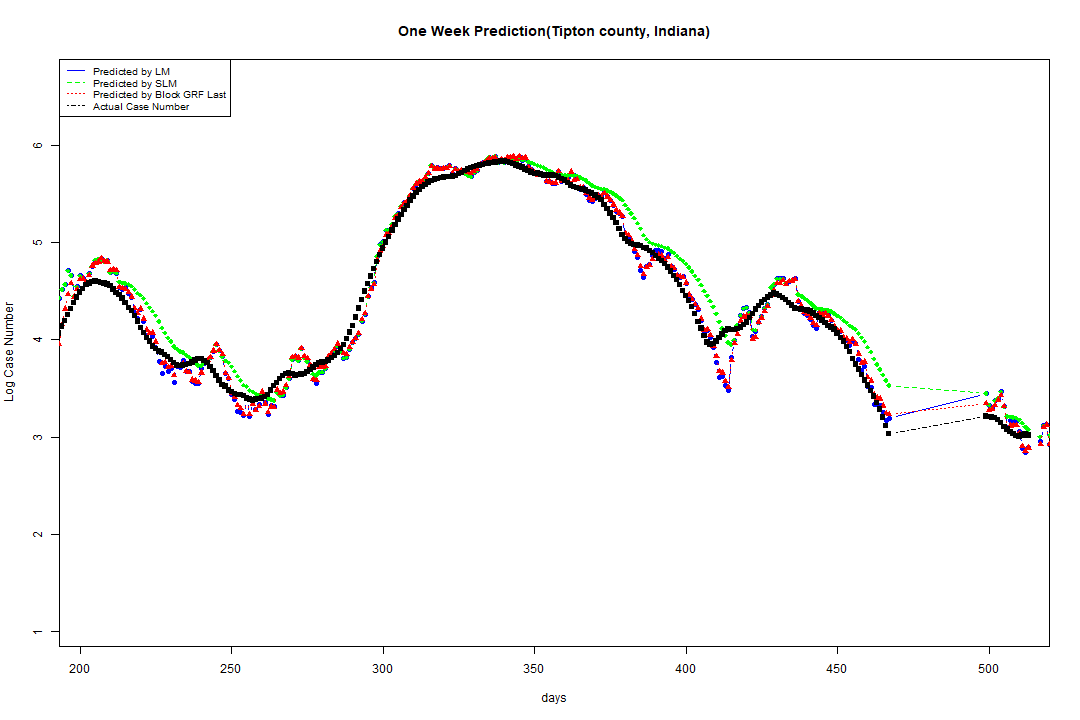 One Week Prediction(Tipton county, Indiana)
Predicted by LM
Predicted by SLM
Predicted by Block GRF Last
Actual Case Number
6
5
4
3
2
1
Log Case Number
200 250 300 350 400 450 500
days